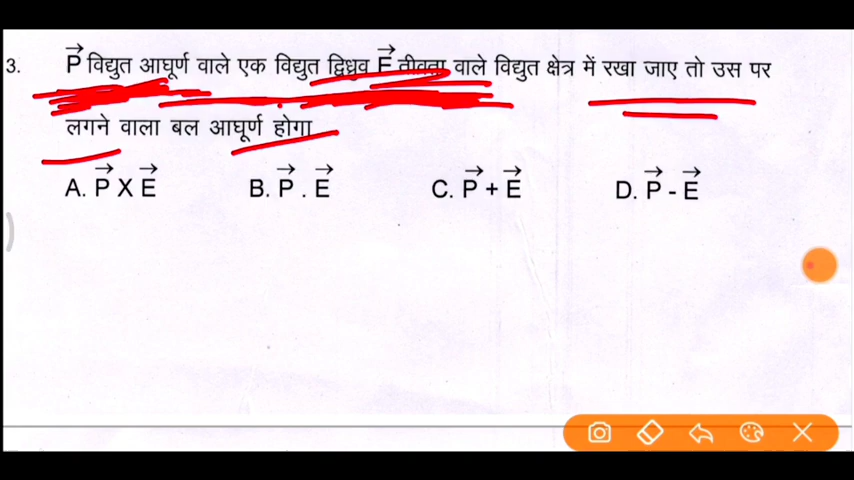 3. P⃗ विद्युत आघूर्ण वाले एक विद्युत द्विध्रुव E⃗ तीव्रता वाले विद्युत क्षेत्र में रखा जाए तो उस पर
लगने वाला बल आघूर्ण होगा
A. P⃗ X E⃗ B. P⃗ . E⃗ C. P⃗ + E⃗ D. P⃗ - E⃗